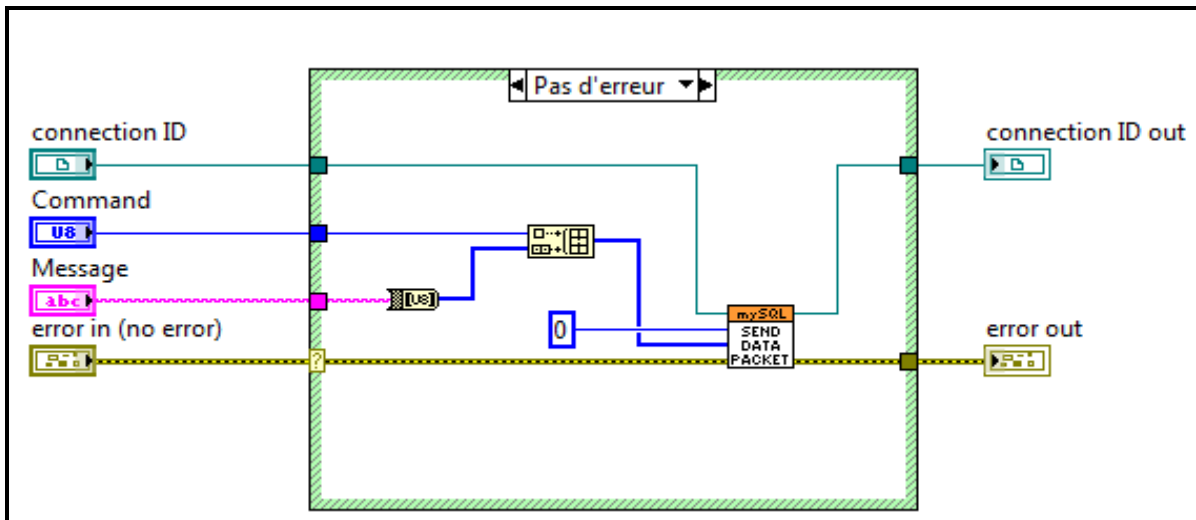 Pas d'erreur
connection ID
connection ID out
Command
U8
Message
abc
[U8]
error in (no error)
?
0
mySQL
SEND
DATA
PACKET
error out